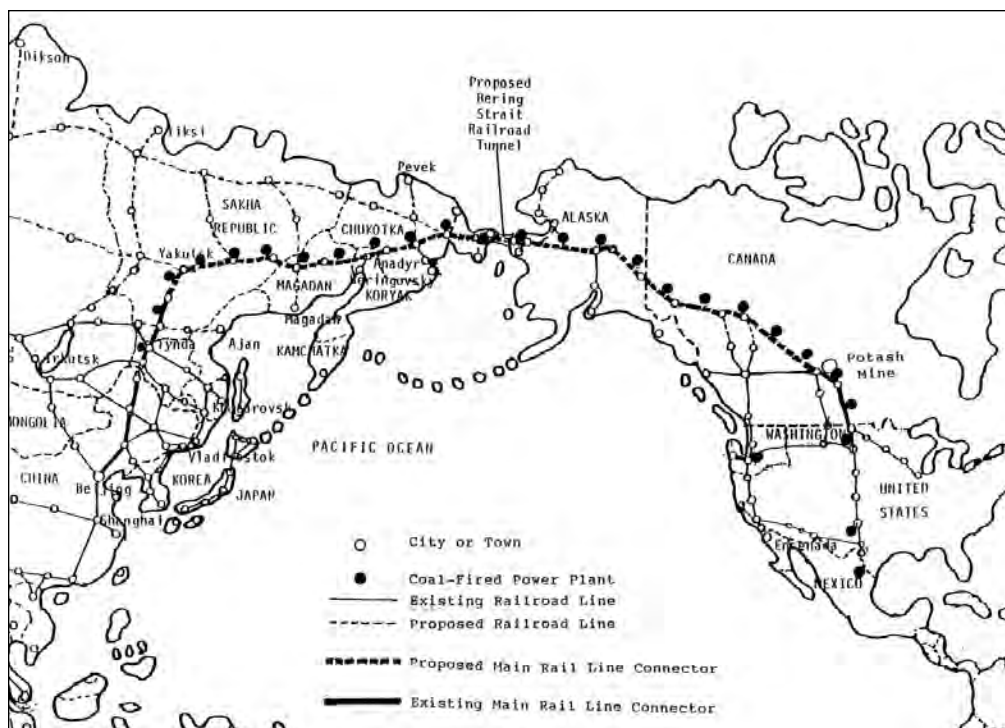 Dikson
Tiksi
Proposed
Bering
Strait
Railroad
Tunnel
Pevek
SAKHA
REPUBLIC
CHUKOTKA
ALASKA
Yakutsk
CANADA
MAGADAN
Anadyr
Beringovsky
KORYAK
Magadan
Ajan
KAMCHATKA
Tynda
Irkutsk
Potash
Mine
Khabarovsk
MONGOLIA
WASHINGTON
PACIFIC OCEAN
Vladivostok
CHINA
KOREA
Beijing
JAPAN
UNITED
STATES
Shanghai
Ensenada
MEXICO
City or Town
Coal-Fired Power Plant
Existing Railroad Line
Proposed Railroad Line
Proposed Main Rail Line Connector
Existing Main Rail Line Connector